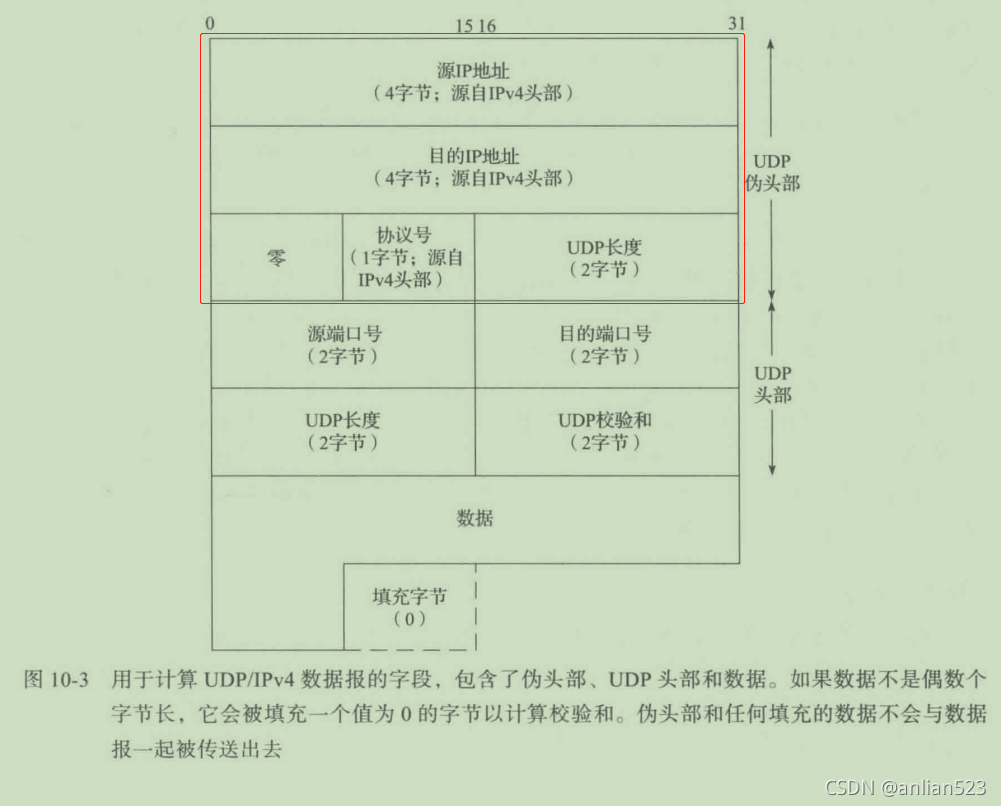 0 15 16 31
源IP地址
（4字节；源自IPv4头部）
目的IP地址
（4字节；源自IPv4头部）
UDP
伪头部
零
协议号
（1字节；源自
IPv4头部）
UDP长度
（2字节）
源端口号
（2字节）
目的端口号
（2字节）
UDP
头部
UDP长度
（2字节）
UDP校验和
（2字节）
数据
填充字节
（0）
图 10-3 用于计算 UDP/IPv4 数据报的字段，包含了伪头部、UDP 头部和数据。如果数据不是偶数个
字节长，它会被填充一个值为 0 的字节以计算校验和。伪头部和任何填充的数据不会与数据
报一起被传送出去
CSDN @anlian523